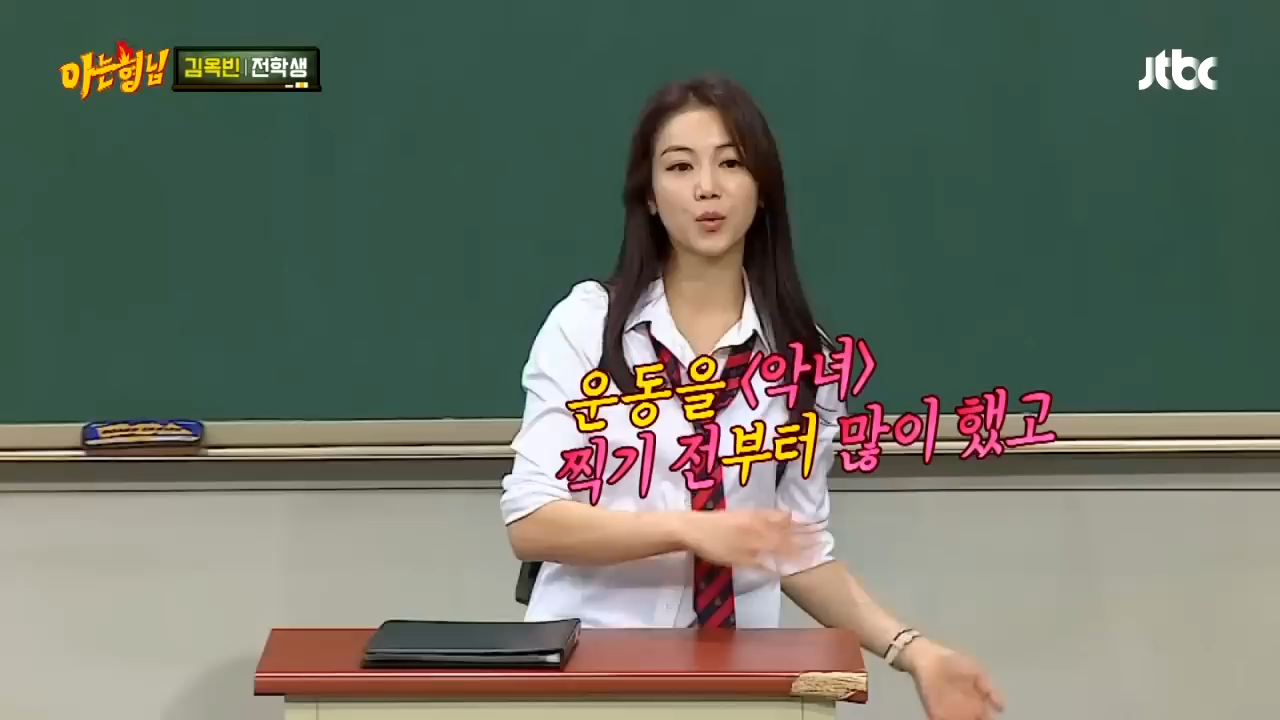 아는형님
김옥빈 | 전학생
jtbc
운동을 <악녀>
찍기 전부터 많이 했고